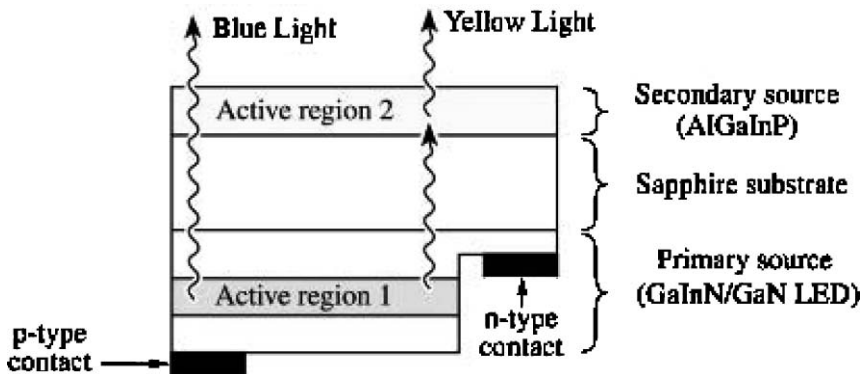 Blue Light
Yellow Light
Active region 2
Secondary source
(AlGaInP)
Sapphire substrate
Active region 1
Primary source
(GaInN/GaN LED)
p-type
contact
n-type
contact